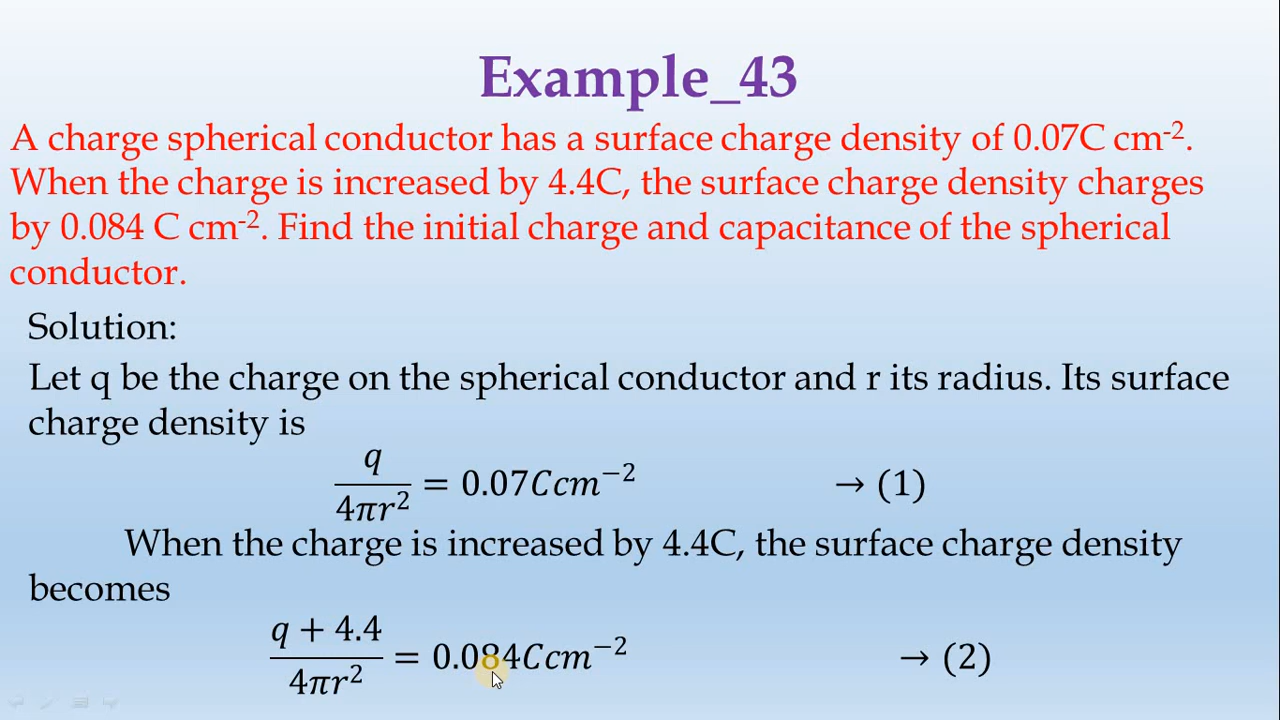 Example_43
A charge spherical conductor has a surface charge density of 0.07C cm⁻².
When the charge is increased by 4.4C, the surface charge density charges
by 0.084 C cm⁻². Find the initial charge and capacitance of the spherical
conductor.
Solution:
Let q be the charge on the spherical conductor and r its radius. Its surface
charge density is
q/4πr² = 0.07Ccm⁻² → (1)
When the charge is increased by 4.4C, the surface charge density
becomes
q + 4.4/4πr² = 0.084Ccm⁻² → (2)